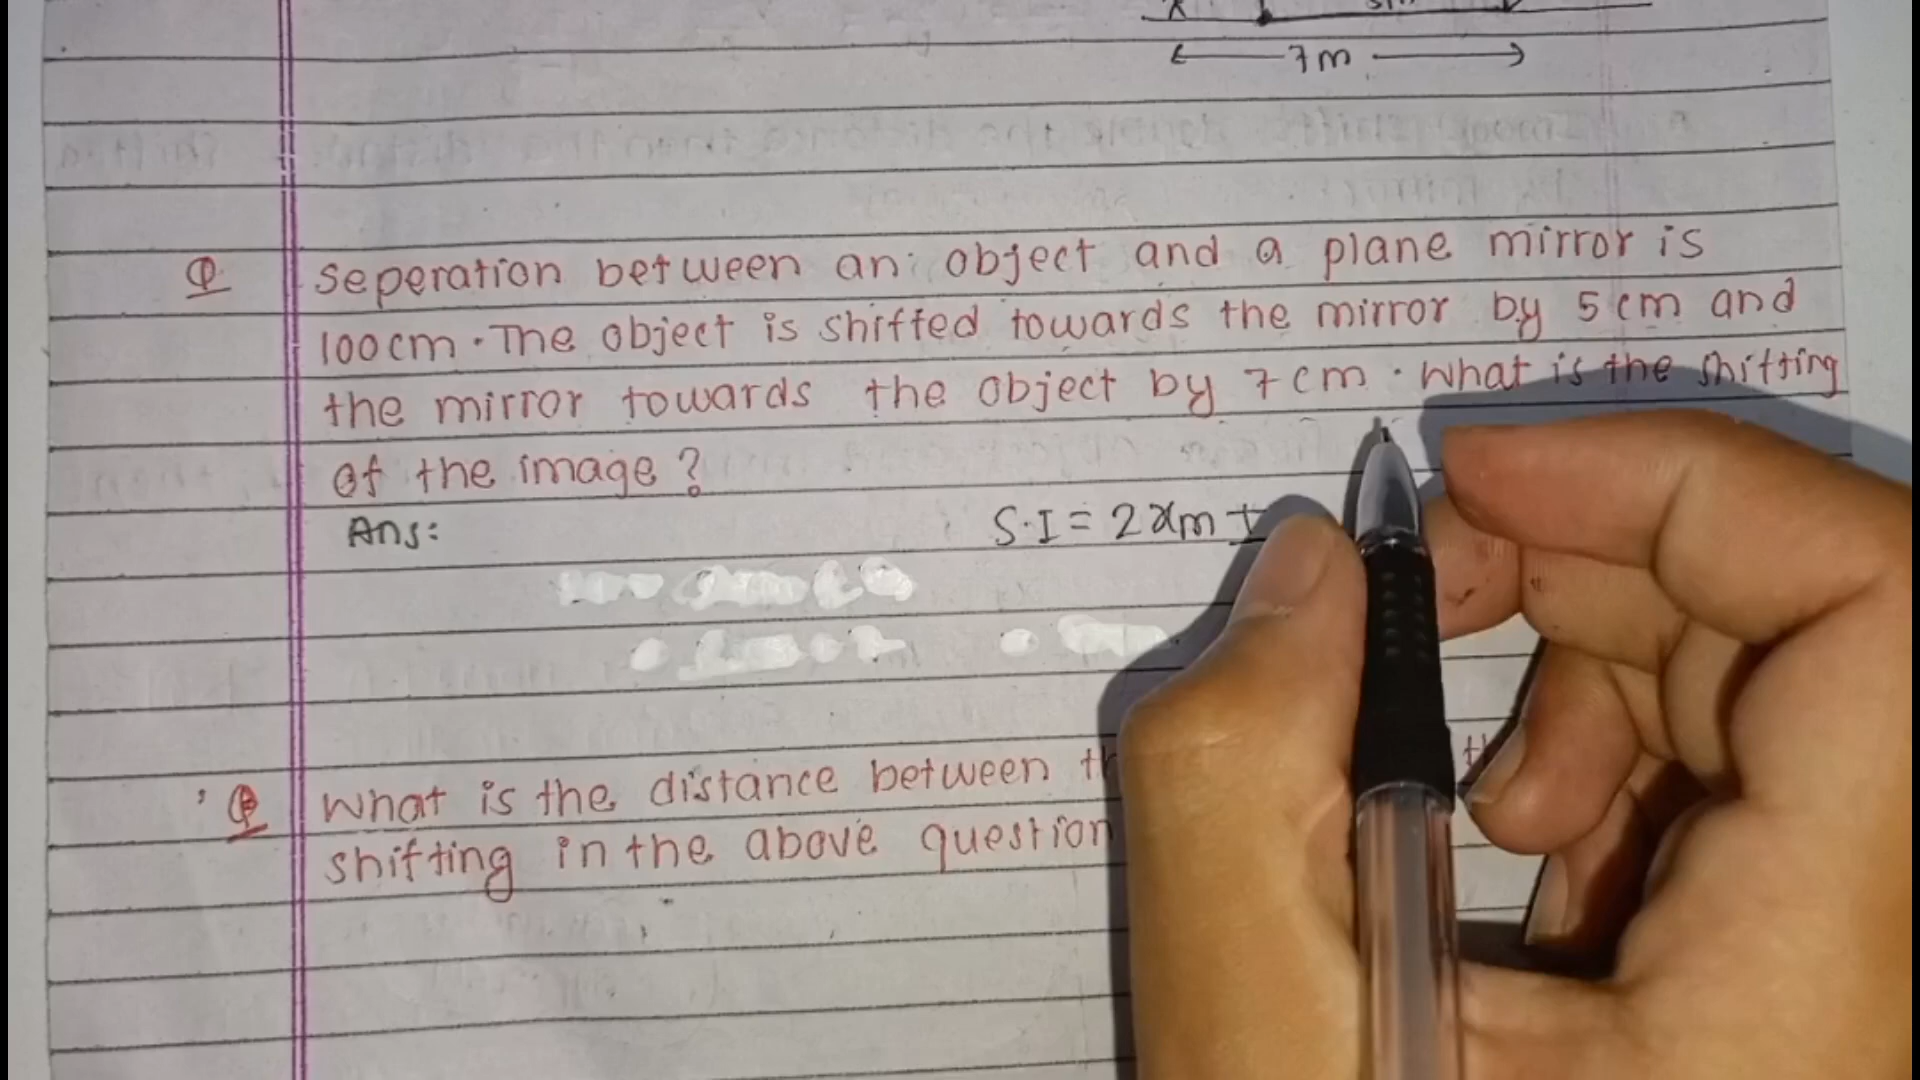 7m
Q seperation between an object and a plane mirror is
100cm. The object is shifted towards the mirror by 5cm and
the mirror towards the object by 7cm. What is the shifting
of the image?
Ans: S.I = 2xm ±
Q What is the distance between
shifting in the above question